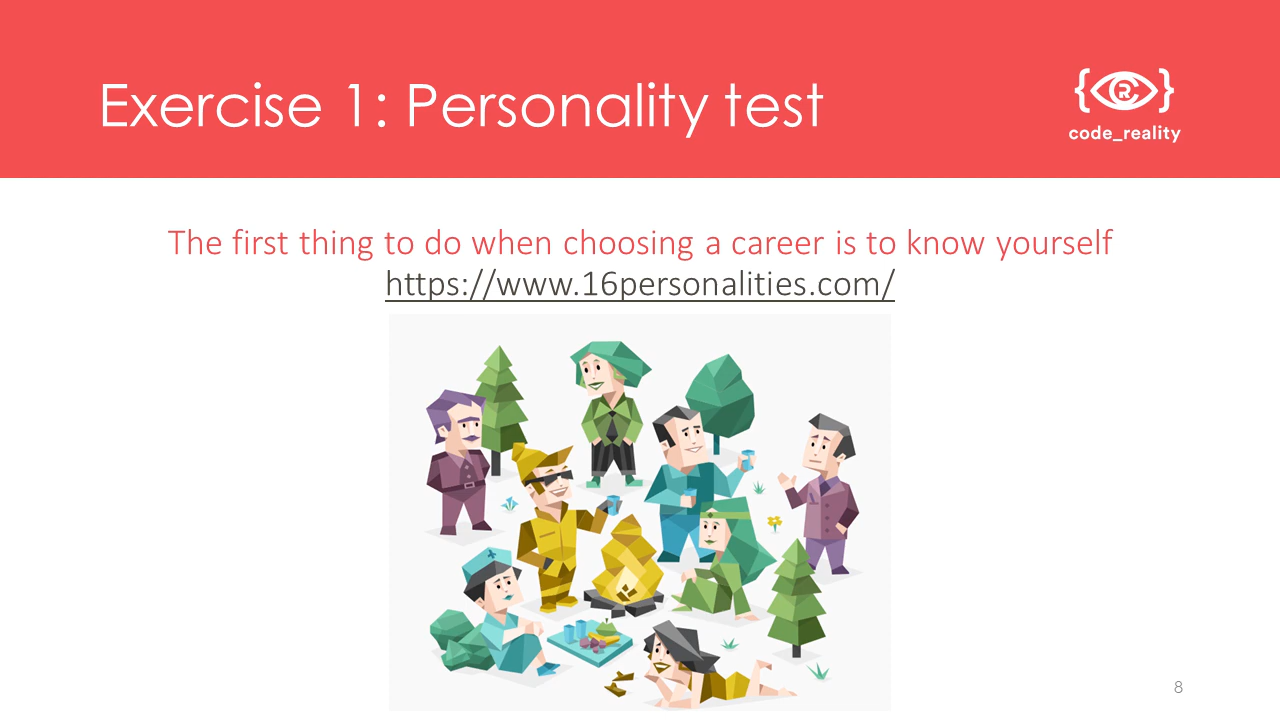 Exercise 1: Personality test
code_reality
The first thing to do when choosing a career is to know yourself
https://www.16personalities.com/
8